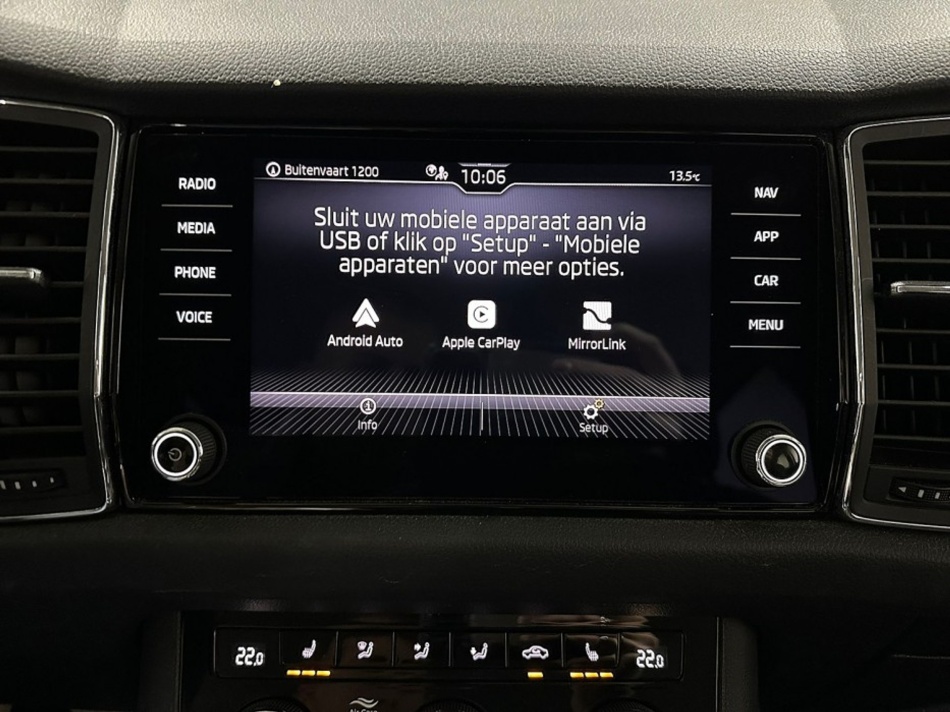 Buitenvaart 1200
10:06
13.5°c
RADIO
MEDIA
PHONE
VOICE
Sluit uw mobiele apparaat aan via
USB of klik op "Setup" - "Mobiele
apparaten" voor meer opties.
Android Auto
Apple CarPlay
MirrorLink
Info
Setup
NAV
APP
CAR
MENU
22.0
22.0
Air Care